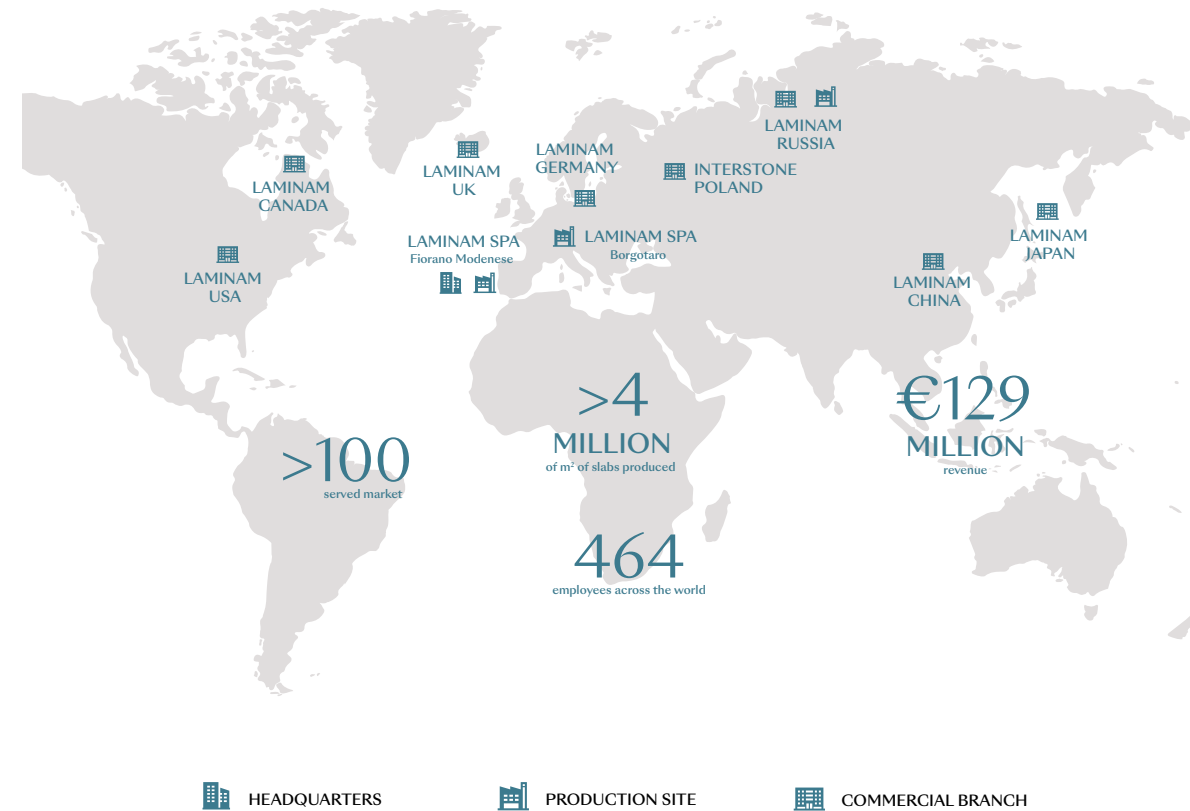 LAMINAM
RUSSIA
LAMINAM
GERMANY
LAMINAM
UK
INTERSTONE
POLAND
LAMINAM
CANADA
LAMINAM SPA
Fiorano Modenese
LAMINAM SPA
Borgotaro
LAMINAM
JAPAN
LAMINAM
USA
LAMINAM
CHINA
>4
MILLION
of m² of slabs produced
€129
MILLION
revenue
>100
served market
464
employees across the world
HEADQUARTERS
PRODUCTION SITE
COMMERCIAL BRANCH